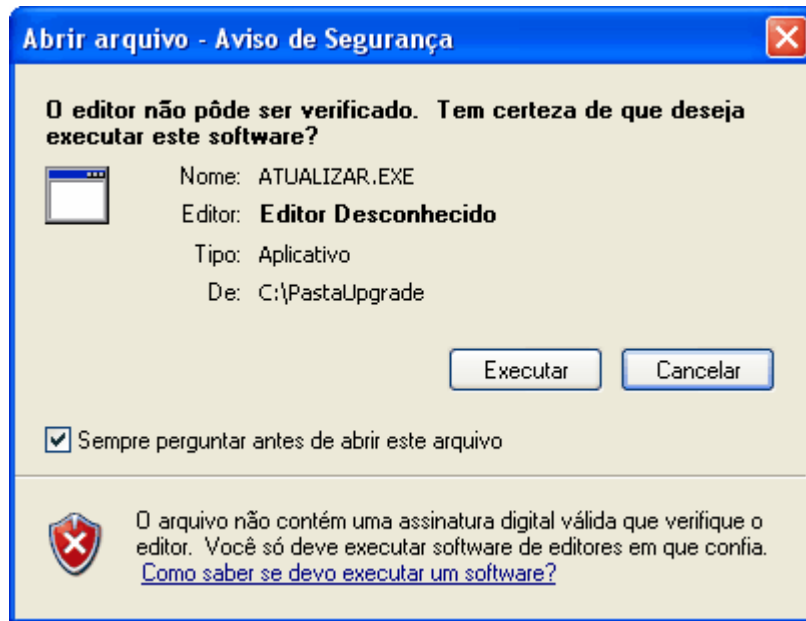 Abrir arquivo - Aviso de Segurança
O editor não pôde ser verificado. Tem certeza de que deseja
executar este software?
Nome: ATUALIZAR.EXE
Editor: Editor Desconhecido
Tipo: Aplicativo
De: C:\PastaUpgrade
Executar Cancelar
Sempre perguntar antes de abrir este arquivo
O arquivo não contém uma assinatura digital válida que verifique o
editor. Você só deve executar software de editores em que confia.
Como saber se devo executar um software?